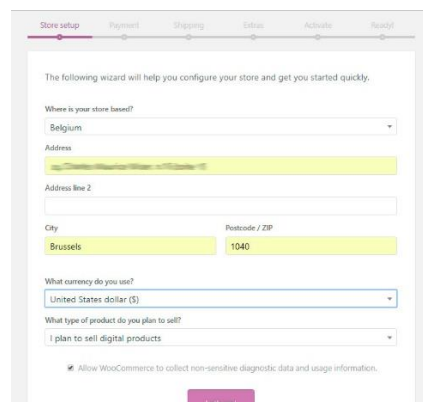 Store setup Payment Shipping Extras Activate Ready!
The following wizard will help you configure your store and get you started quickly.
Where is your store based?
Belgium
Address
Address line 2
City Postcode / ZIP
Brussels 1040
What currency do you use?
United States dollar ($)
What type of product do you plan to sell?
I plan to sell digital products
Allow WooCommerce to collect non-sensitive diagnostic data and usage information.